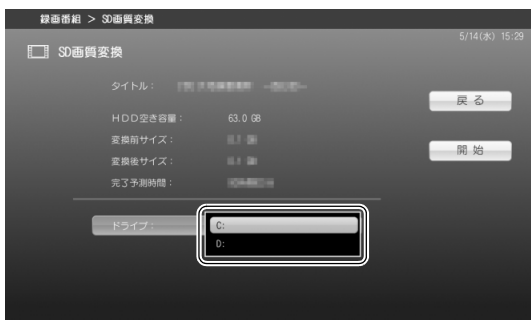 録画番組 > SD画質変換
5/14(水) 15:29
SD画質変換
タイトル：
戻る
HDD空き容量： 63.0 GB
変換前サイズ：
開始
変換後サイズ：
完了予測時間：
ドライブ：
C:
D: